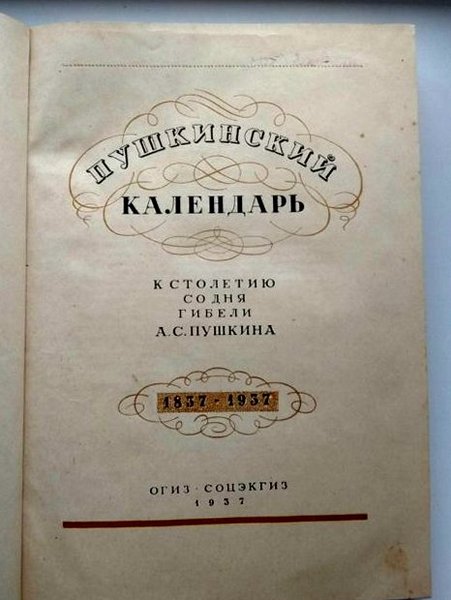 ПУШКИНСКИЙ
КАЛЕНДАРЬ
К СТОЛЕТИЮ
СО ДНЯ
ГИБЕЛИ
А.С.ПУШКИНА
1837-1937
ОГИЗ · СОЦЭКГИЗ
1937